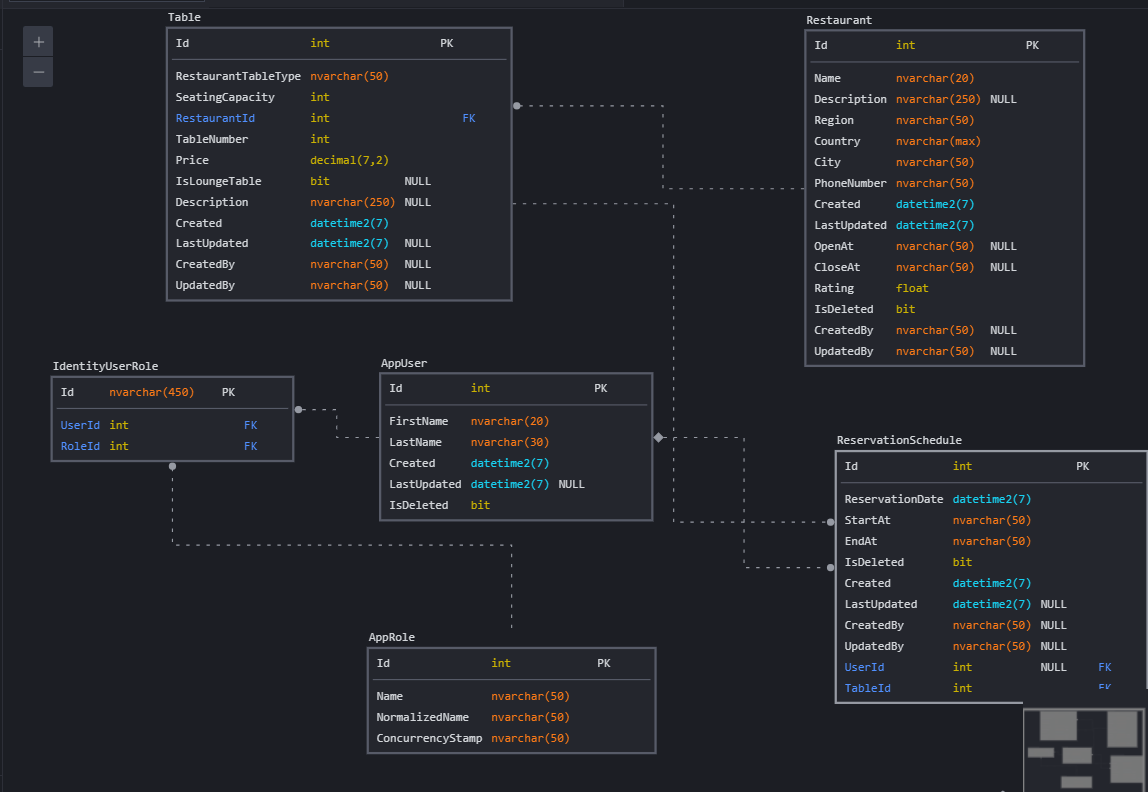 Table
Id int PK
RestaurantTableType nvarchar(50)
SeatingCapacity int
RestaurantId int FK
TableNumber int
Price decimal(7,2)
IsLoungeTable bit NULL
Description nvarchar(250) NULL
Created datetime2(7)
LastUpdated datetime2(7) NULL
CreatedBy nvarchar(50) NULL
UpdatedBy nvarchar(50) NULL
Restaurant
Id int PK
Name nvarchar(20)
Description nvarchar(250) NULL
Region nvarchar(50)
Country nvarchar(max)
City nvarchar(50)
PhoneNumber nvarchar(50)
Created datetime2(7)
LastUpdated datetime2(7)
OpenAt nvarchar(50) NULL
CloseAt nvarchar(50) NULL
Rating float
IsDeleted bit
CreatedBy nvarchar(50) NULL
UpdatedBy nvarchar(50) NULL
IdentityUserRole
Id nvarchar(450) PK
UserId int FK
RoleId int FK
AppUser
Id int PK
FirstName nvarchar(20)
LastName nvarchar(30)
Created datetime2(7)
LastUpdated datetime2(7) NULL
IsDeleted bit
ReservationSchedule
Id int PK
ReservationDate datetime2(7)
StartAt nvarchar(50)
EndAt nvarchar(50)
IsDeleted bit
Created datetime2(7)
LastUpdated datetime2(7) NULL
CreatedBy nvarchar(50) NULL
UpdatedBy nvarchar(50) NULL
UserId int NULL FK
TableId int FK
AppRole
Id int PK
Name nvarchar(50)
NormalizedName nvarchar(50)
ConcurrencyStamp nvarchar(50)